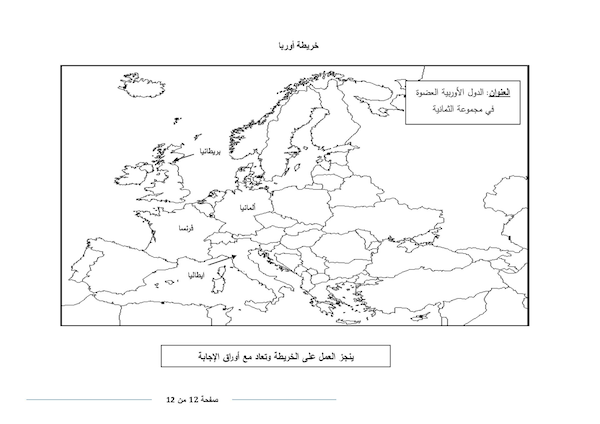 خريطة أوربا
العنوان: الدول الأوربية العضوة
في مجموعة الثمانية
بريطانيا
ألمانيا
فرنسا
ايطاليا
ينجز العمل على الخريطة وتعاد مع أوراق الإجابة
صفحة 12 من 12